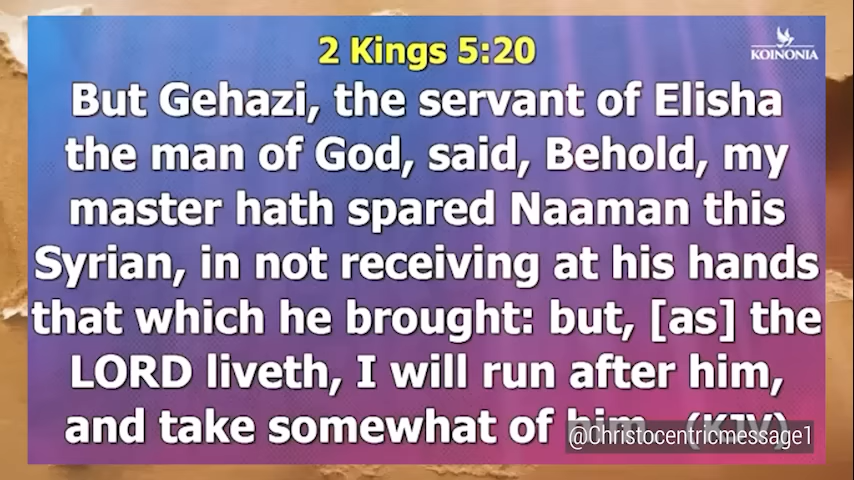 2 Kings 5:20
KOINONIA
But Gehazi, the servant of Elisha
the man of God, said, Behold, my
master hath spared Naaman this
Syrian, in not receiving at his hands
that which he brought: but, [as] the
LORD liveth, I will run after him,
and take somewhat of him. (KJV)
@Christocentricmessage1